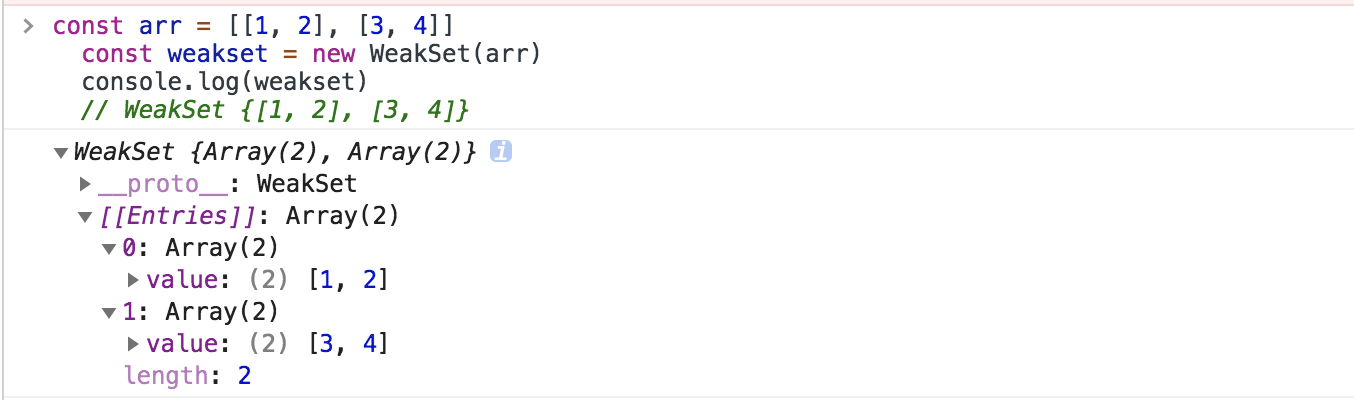 > const arr = [[1, 2], [3, 4]]
const weakset = new WeakSet(arr)
console.log(weakset)
// WeakSet {[1, 2], [3, 4]}
▼WeakSet {Array(2), Array(2)} i
▶__proto__: WeakSet
▼[[Entries]]: Array(2)
▼0: Array(2)
▶value: (2) [1, 2]
▼1: Array(2)
▶value: (2) [3, 4]
length: 2